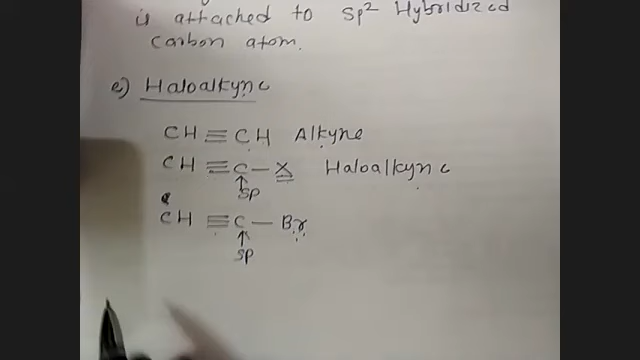 is attached to sp² Hybridized
carbon atom.
e) Haloalkyne
CH ≡ CH Alkyne
CH ≡ C — X Haloalkyne
↑
sp
CH ≡ C — Br
↑
sp